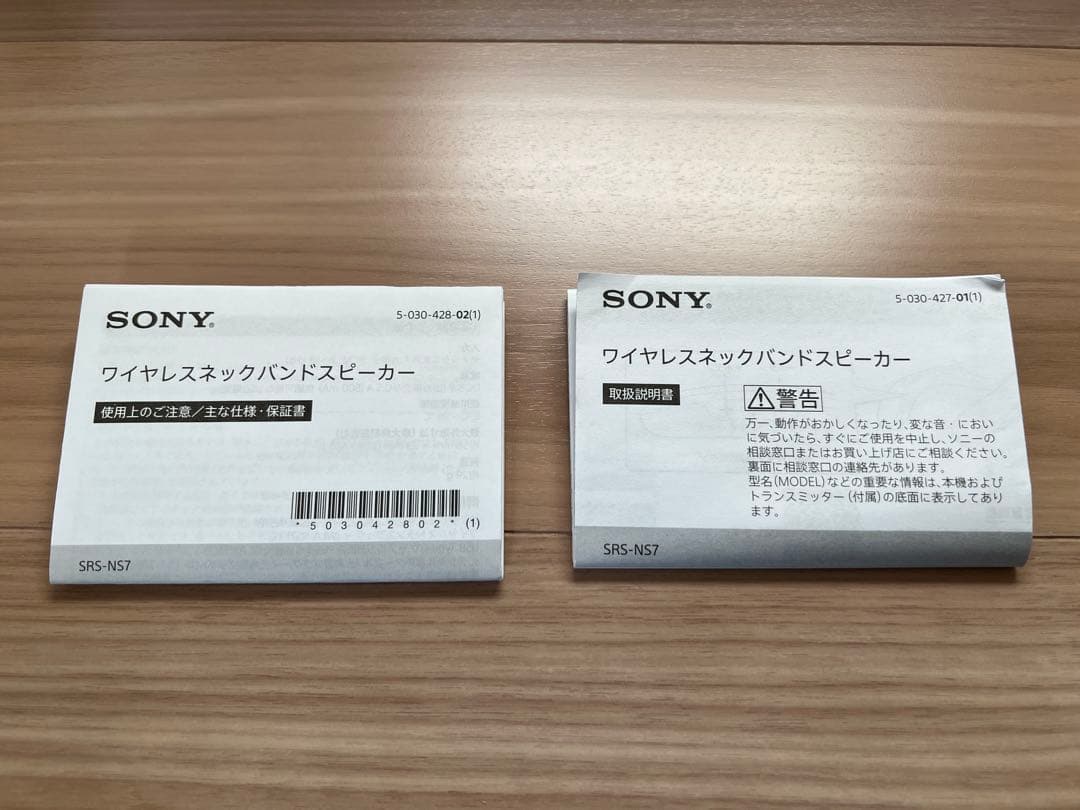 SONY®
5-030-428-02(1)
ワイヤレスネックバンドスピーカー
使用上のご注意/主な仕様・保証書
*503042802* (1)
SRS-NS7
SONY®
5-030-427-01(1)
ワイヤレスネックバンドスピーカー
取扱説明書
警告
万一、動作がおかしくなったり、変な音・におい
に気づいたら、すぐにご使用を中止し、ソニーの
相談窓口またはお買い上げ店にご相談ください。
裏面に相談窓口の連絡先があります。
型名(MODEL)などの重要な情報は、本機および
トランスミッター(付属)の底面に表示してあり
ます。
SRS-NS7